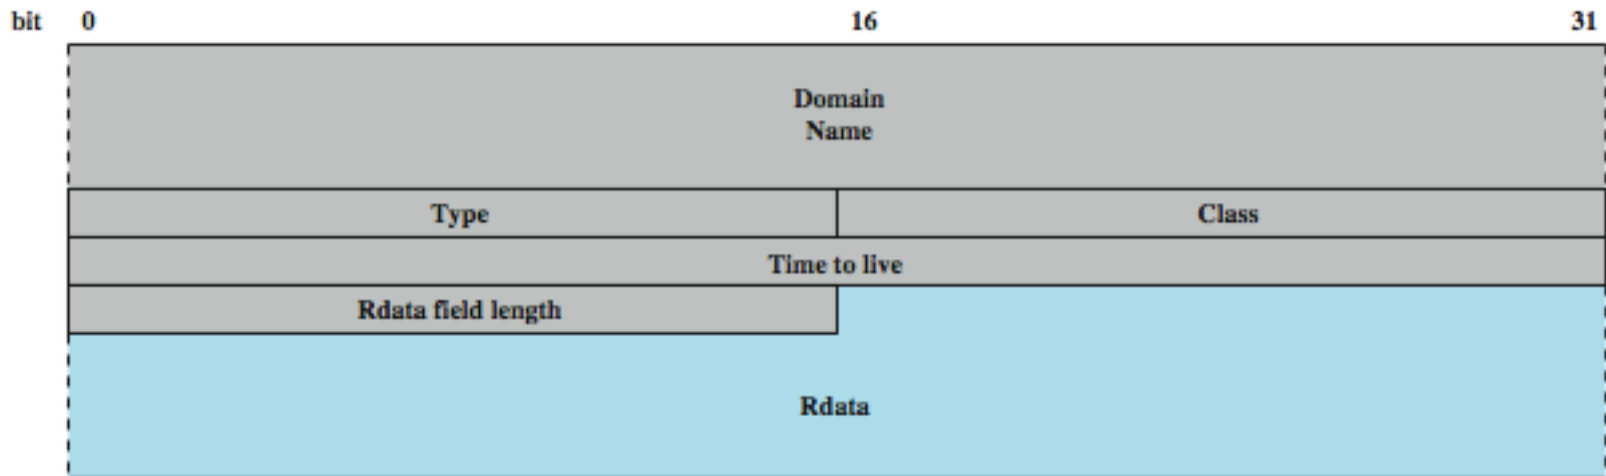 bit 0 16 31
Domain
Name
Type Class
Time to live
Rdata field length
Rdata